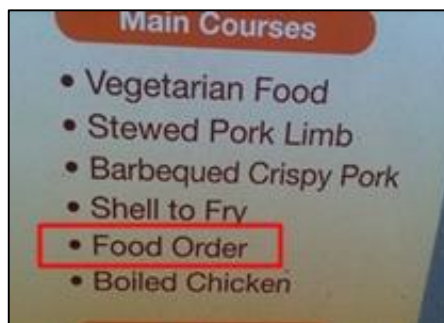 Main Courses
• Vegetarian Food
• Stewed Pork Limb
• Barbequed Crispy Pork
• Shell to Fry
• Food Order
• Boiled Chicken